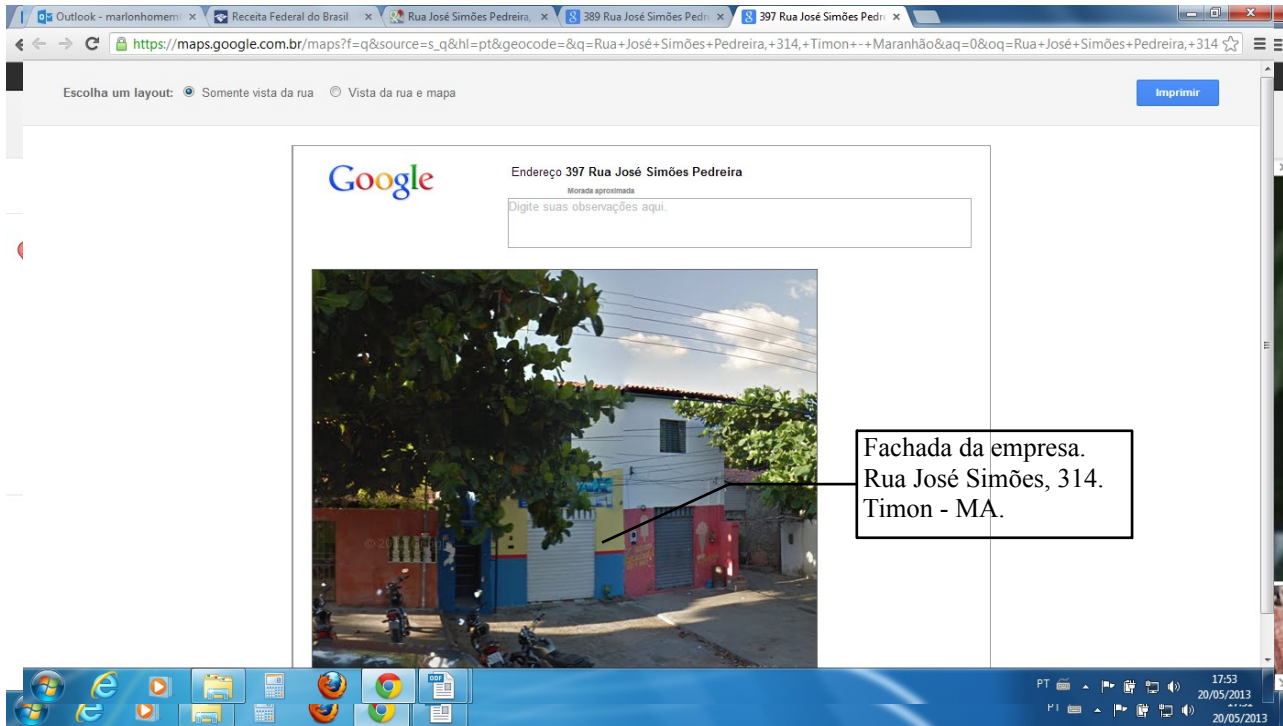 Outlook - marlonhomem
Receita Federal do Brasil
Rua José Simões Pedreira,
389 Rua José Simões Pedr
397 Rua José Simões Pedr
https://maps.google.com.br/maps?f=q&source=s_q&hl=pt&geocode=&q=Rua+José+Simões+Pedreira,+314,+Timon+-+Maranhão&aq=0&oq=Rua+José+Simões+Pedreira,+314
Escolha um layout: Somente vista da rua Vista da rua e mapa
Imprimir
Google
Endereço 397 Rua José Simões Pedreira
Morada aproximada
Digite suas observações aqui.
Fachada da empresa.
Rua José Simões, 314.
Timon - MA.
PT
17:53
20/05/2013
PT
20/05/2013